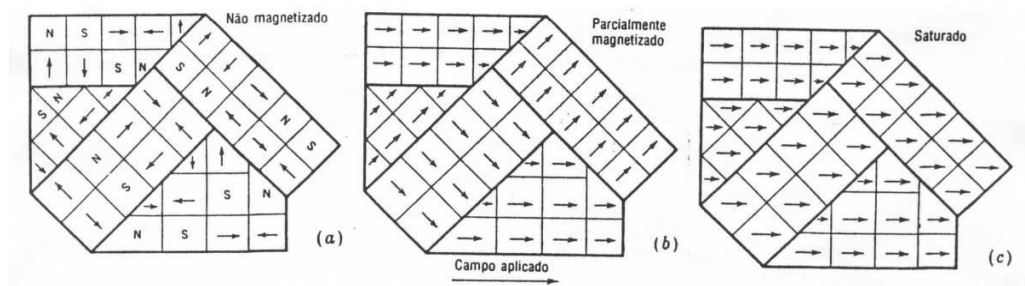 Não magnetizado
N S
S N
S
N
S
N
N
S
N
S
N
S
S N
N S
(a)
Parcialmente
magnetizado
(b)
Campo aplicado
Saturado
(c)